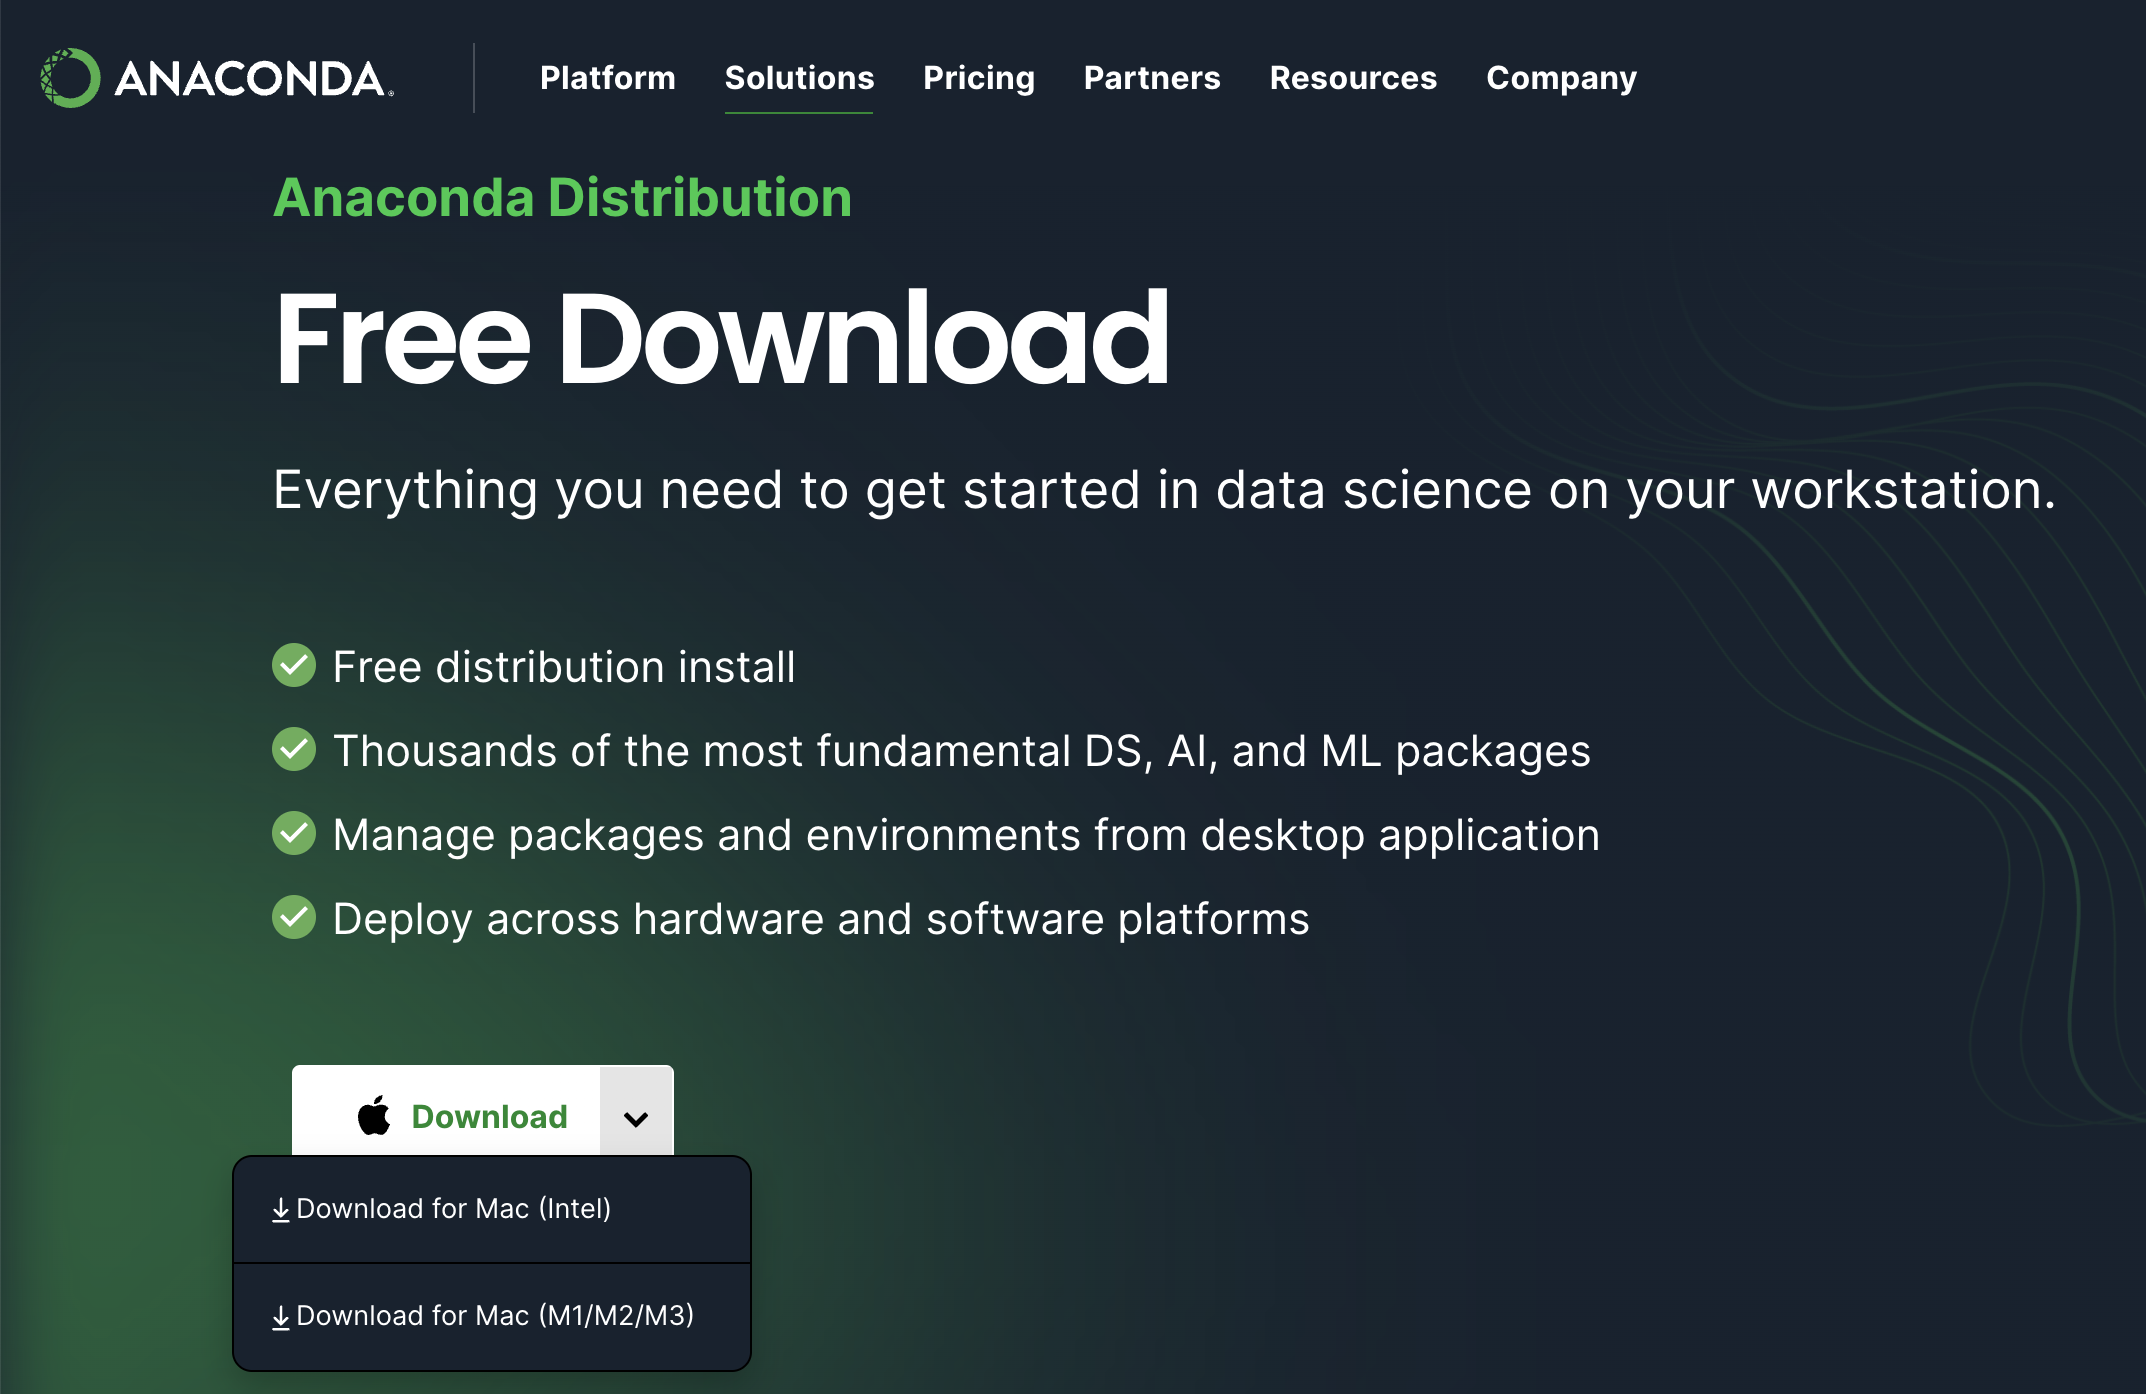 ANACONDA®
Platform Solutions Pricing Partners Resources Company
Anaconda Distribution
Free Download
Everything you need to get started in data science on your workstation.
Free distribution install
Thousands of the most fundamental DS, AI, and ML packages
Manage packages and environments from desktop application
Deploy across hardware and software platforms
Download
Download for Mac (Intel)
Download for Mac (M1/M2/M3)